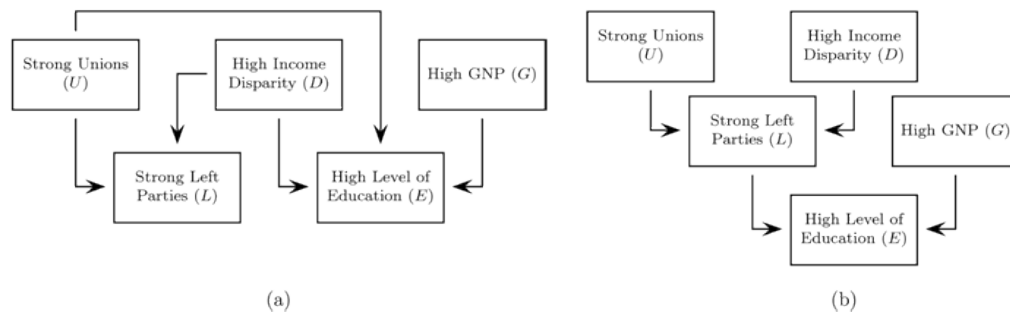 Strong Unions
(U)
High Income
Disparity (D)
High GNP (G)
Strong Left
Parties (L)
High Level of
Education (E)
(a)
Strong Unions
(U)
High Income
Disparity (D)
Strong Left
Parties (L)
High GNP (G)
High Level of
Education (E)
(b)